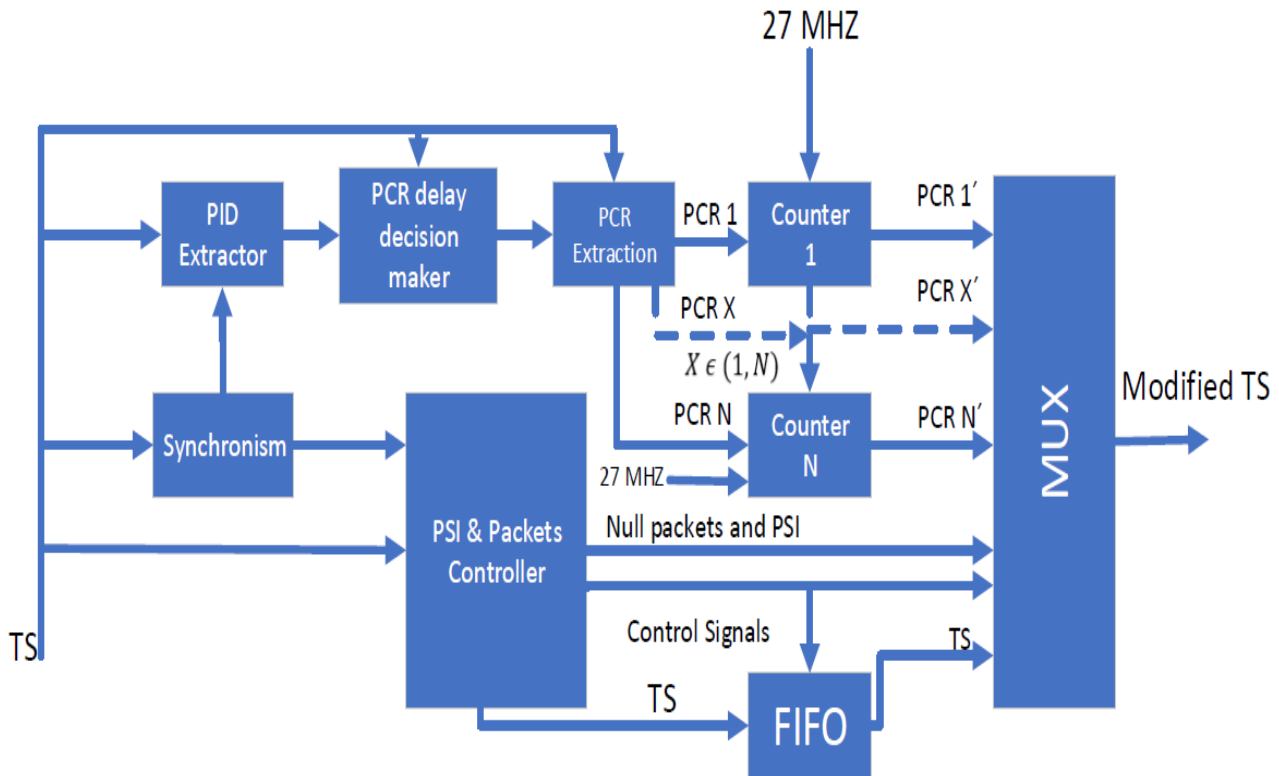 27 MHZ
PID
Extractor
PCR delay
decision
maker
PCR
Extraction
PCR 1
Counter
1
PCR 1′
PCR X
X ϵ (1, N)
PCR X′
Synchronism
PCR N
27 MHZ
Counter
N
PCR N′
MUX
Modified TS
PSI & Packets
Controller
Null packets and PSI
Control Signals
TS
TS
FIFO
TS